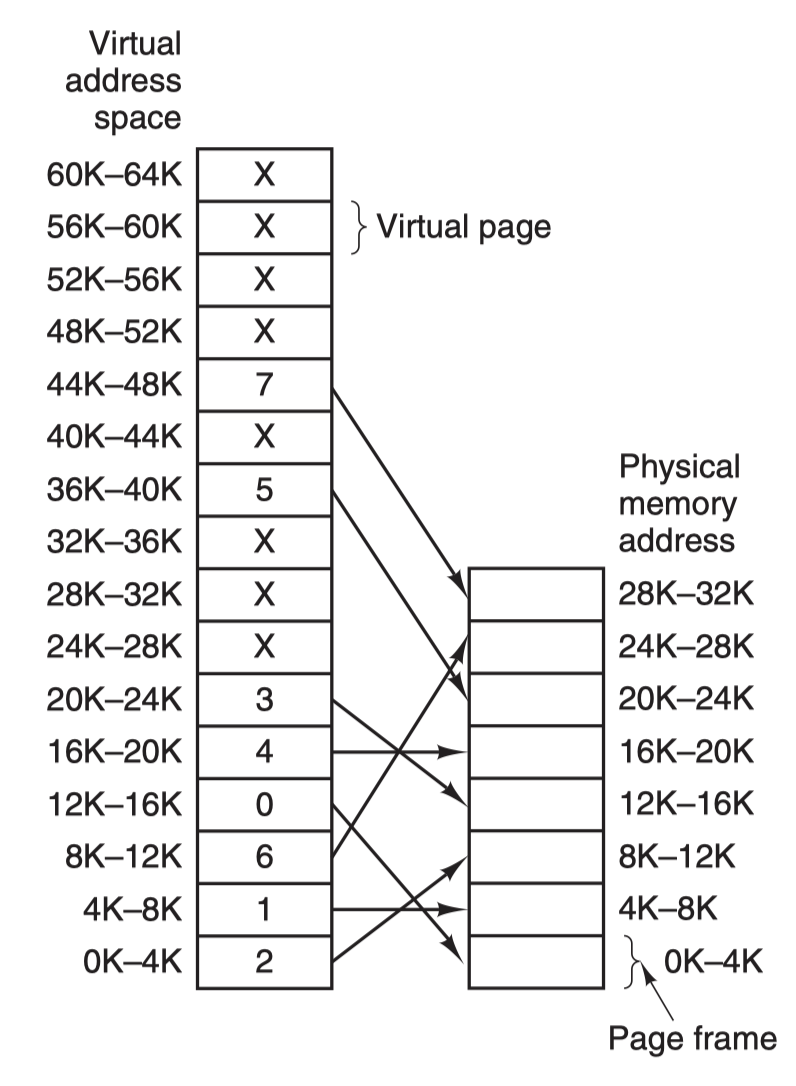 Virtual
address
space
60K–64K X
56K–60K X Virtual page
52K–56K X
48K–52K X
44K–48K 7
40K–44K X
36K–40K 5
32K–36K X
28K–32K X
24K–28K X
20K–24K 3
16K–20K 4
12K–16K 0
8K–12K 6
4K–8K 1
0K–4K 2
Physical
memory
address
28K–32K
24K–28K
20K–24K
16K–20K
12K–16K
8K–12K
4K–8K
0K–4K
Page frame